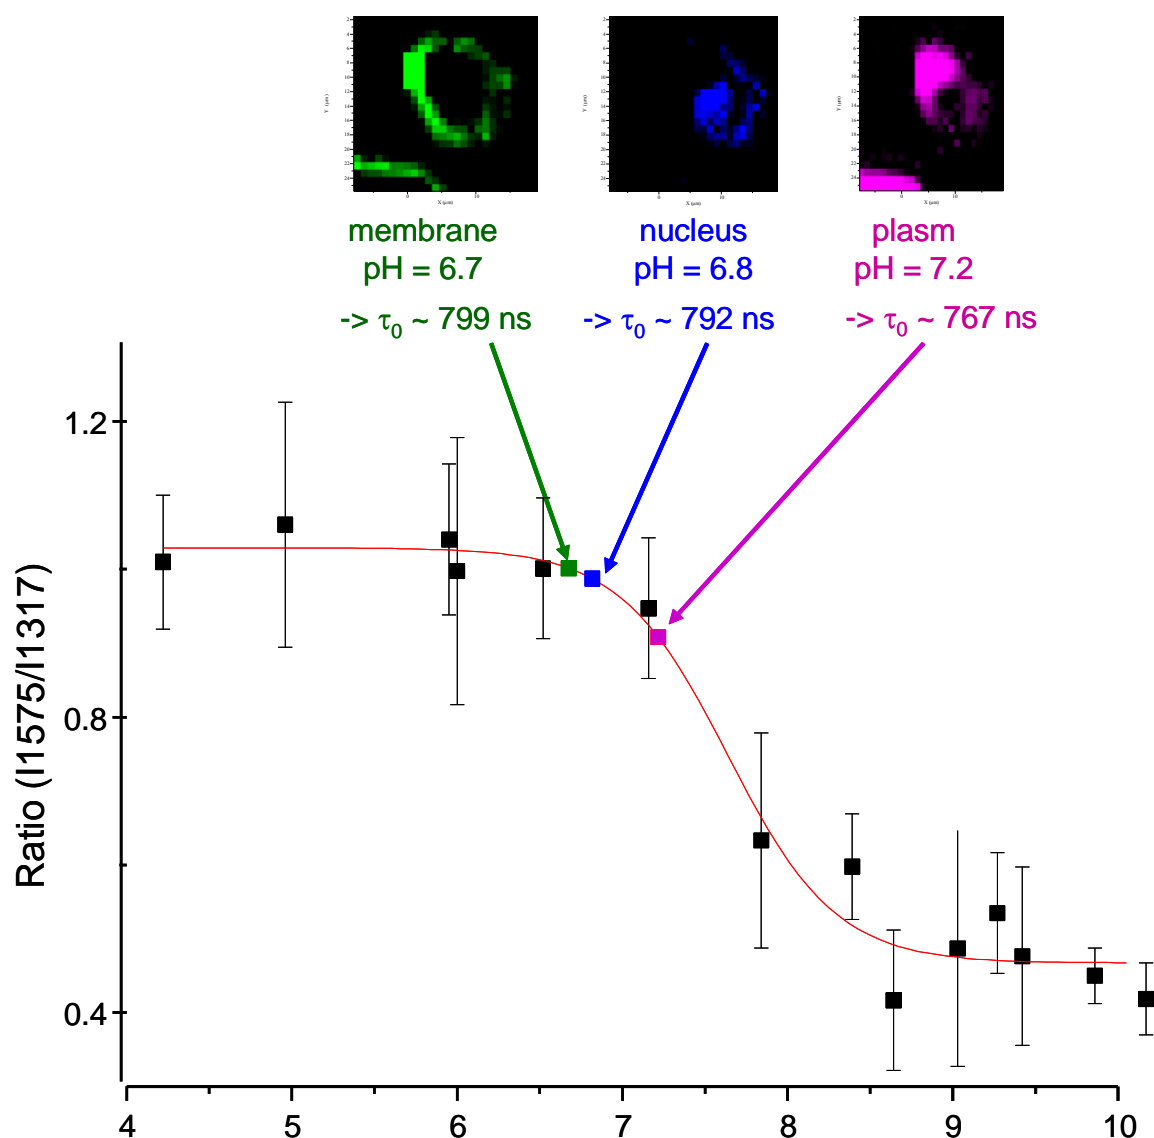 membrane
pH = 6.7
-> τ0 ~ 799 ns
nucleus
pH = 6.8
-> τ0 ~ 792 ns
plasm
pH = 7.2
-> τ0 ~ 767 ns
1.2
0.8
0.4
Ratio (I1575/I1317)
4 5 6 7 8 9 10